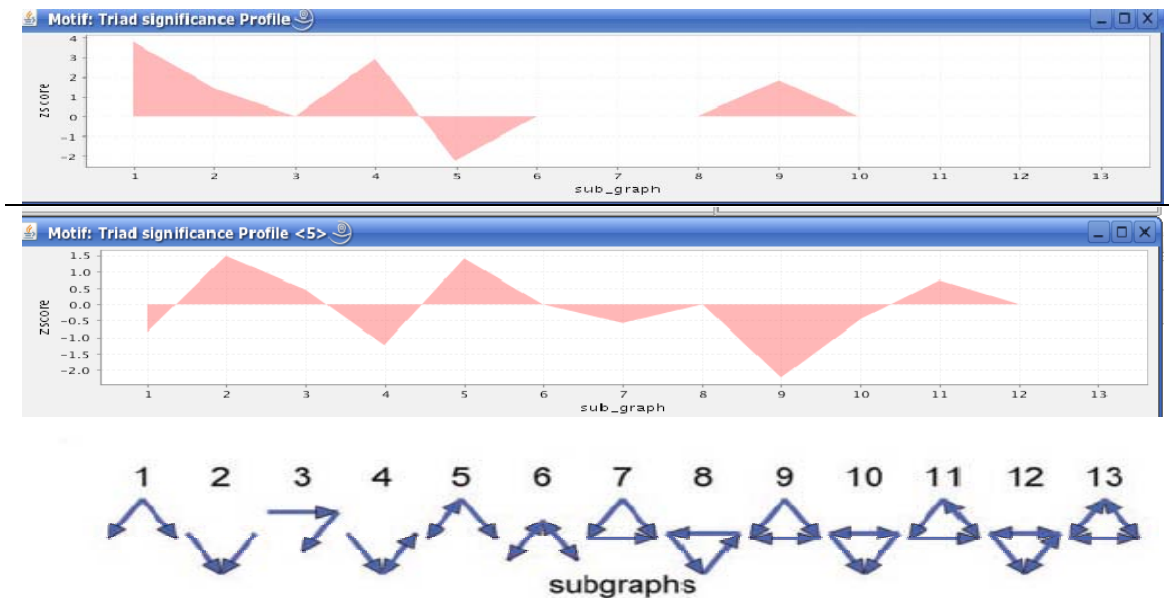 Motif: Triad significance Profile
4
3
2
1
0
-1
-2
zscore
1 2 3 4 5 6 7 8 9 10 11 12 13
sub_graph
Motif: Triad significance Profile <5>
1.5
1.0
0.5
0.0
-0.5
-1.0
-1.5
-2.0
zscore
1 2 3 4 5 6 7 8 9 10 11 12 13
sub_graph
1 2 3 4 5 6 7 8 9 10 11 12 13
subgraphs